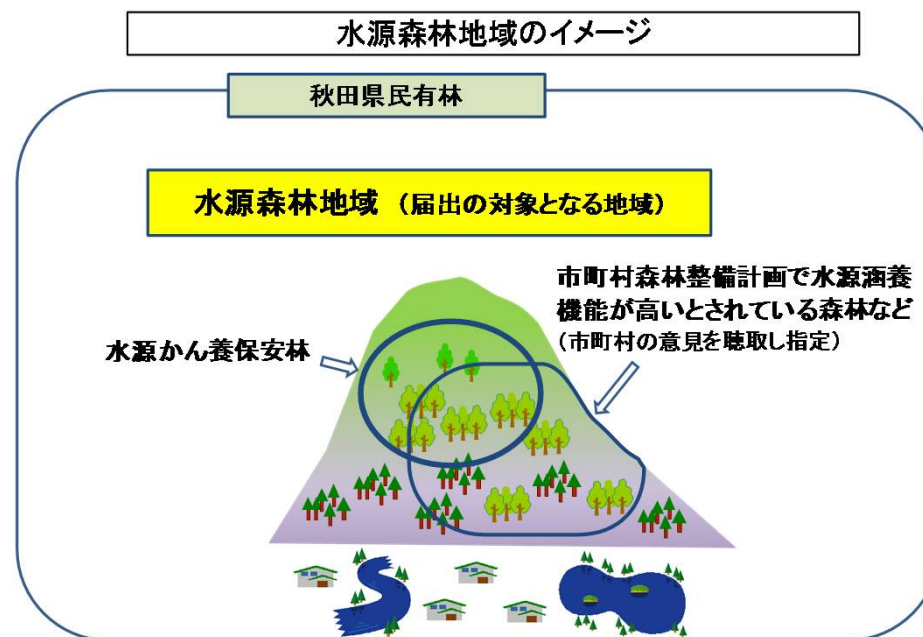 水源森林地域のイメージ
秋田県民有林
水源森林地域 (届出の対象となる地域)
市町村森林整備計画で水源涵養
機能が高いとされている森林など
(市町村の意見を聴取し指定)
水源かん養保安林